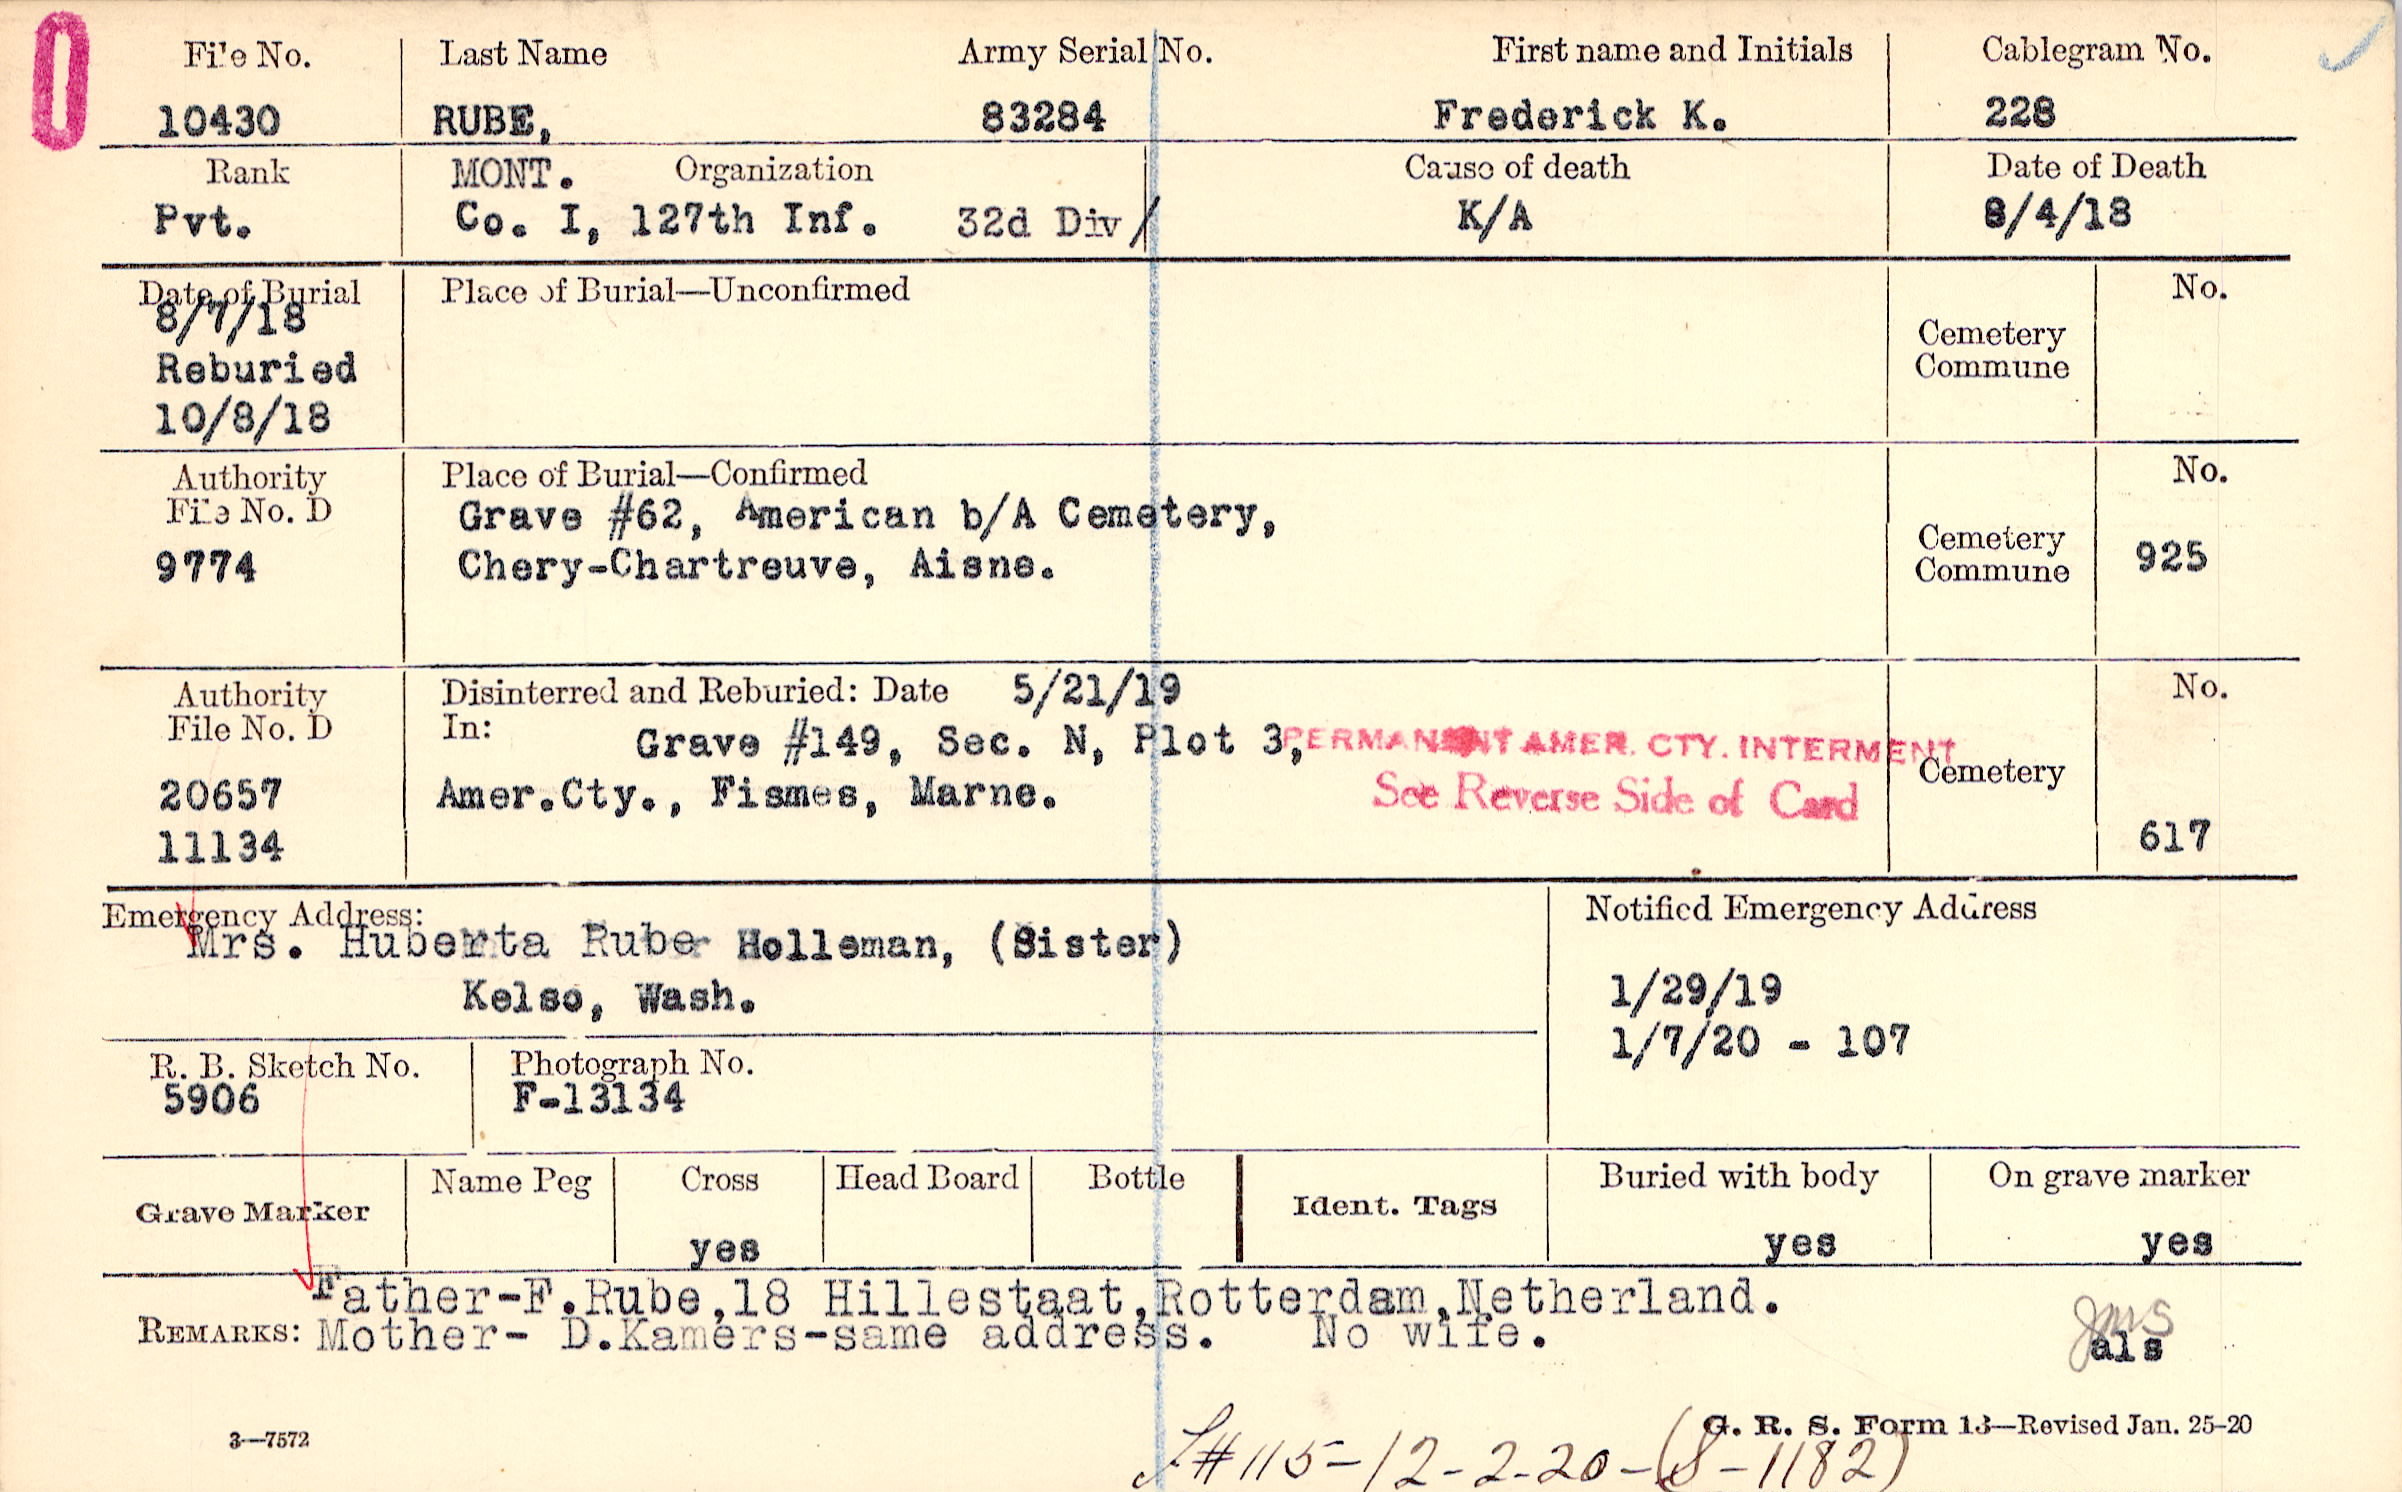 File No. Last Name Army Serial No. First name and Initials Cablegram No.
10430 RUBE, 83284 Frederick K. 228
Rank MONT. Organization Cause of death Date of Death
Pvt. Co. I, 127th Inf. 32d Div/ K/A 8/4/18
Date of Burial Place of Burial—Unconfirmed No.
8/7/18
Cemetery
Reburied Commune
10/8/18
Authority Place of Burial—Confirmed No.
File No. D Grave #62, American b/A Cemetery,
Cemetery
9774 Chery-Chartreuve, Aisne. Commune 925
Authority Disinterred and Reburied: Date 5/21/19 No.
File No. D In: Grave #149, Sec. N, Plot 3, PERMANENT AMER. CTY. INTERMENT
Cemetery
20657 Amer.Cty., Fismes, Marne. See Reverse Side of Card
11134 617
Emergency Address: Notified Emergency Address
Mrs. Huberta Rube Holleman, (Sister)
Kelso, Wash. 1/29/19
1/7/20 - 107
R. B. Sketch No. Photograph No.
5906 F-13134
Grave Marker Name Peg Cross Head Board Bottle Ident. Tags Buried with body On grave marker
yes yes yes
Father-F.Rube,18 Hillestaat,Rotterdam,Netherland.
REMARKS: Mother- D.Kamers-same address. No wife. JMS
als
3—7572 G. R. S. Form 13—Revised Jan. 25-20
#115-12-2-20-(S-1182)